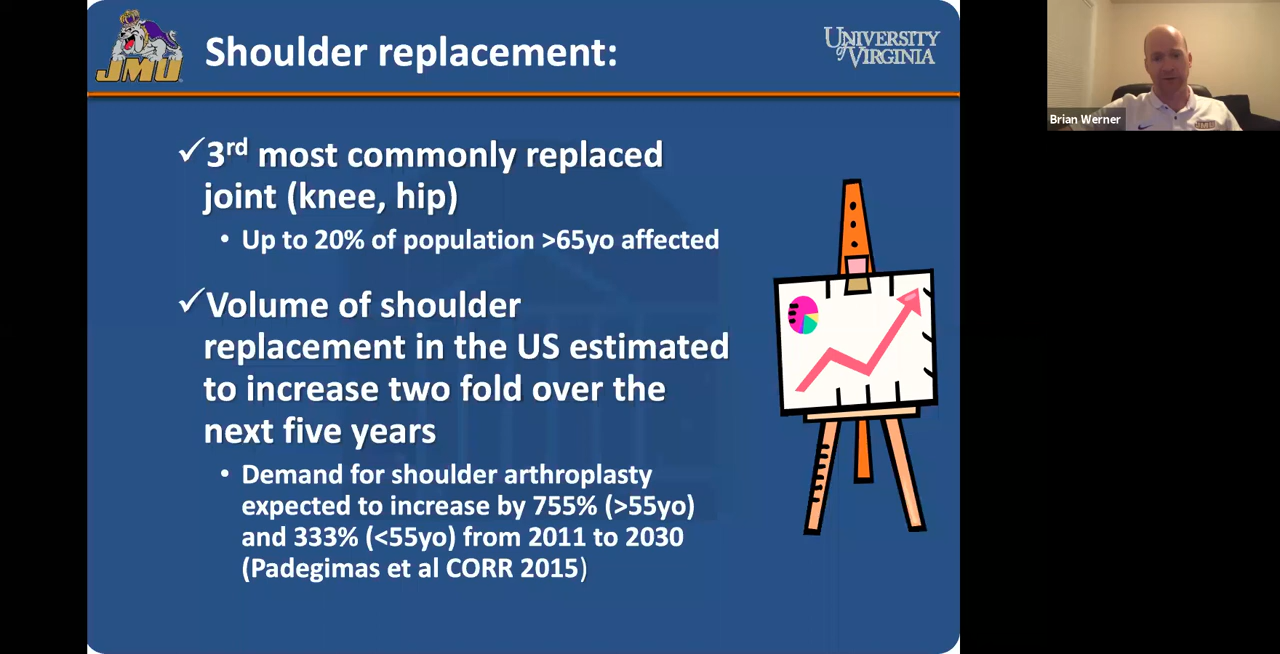 JMU
Shoulder replacement:
UNIVERSITY
of VIRGINIA
Brian Werner
JMU
✓3rd most commonly replaced
joint (knee, hip)
• Up to 20% of population >65yo affected
✓Volume of shoulder
replacement in the US estimated
to increase two fold over the
next five years
• Demand for shoulder arthroplasty
expected to increase by 755% (>55yo)
and 333% (<55yo) from 2011 to 2030
(Padegimas et al CORR 2015)